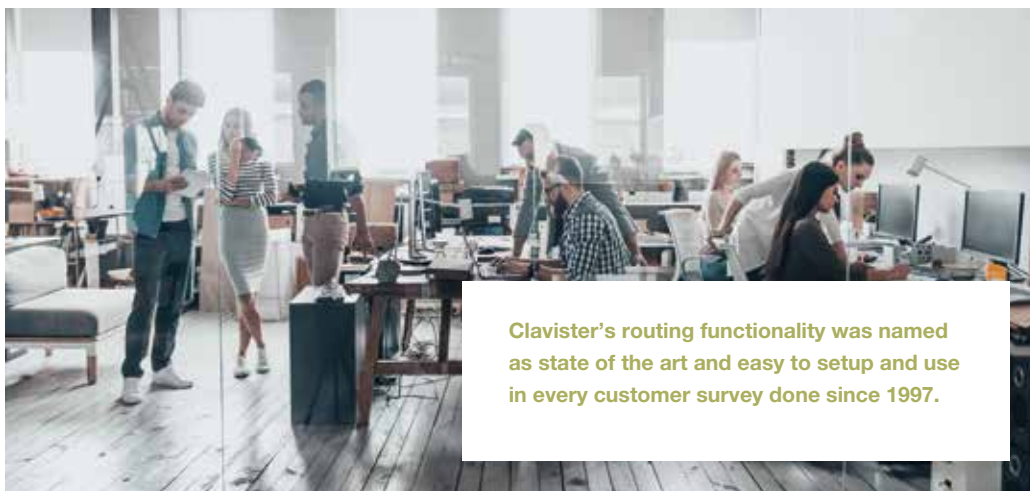 Clavister’s routing functionality was named
as state of the art and easy to setup and use
in every customer survey done since 1997.